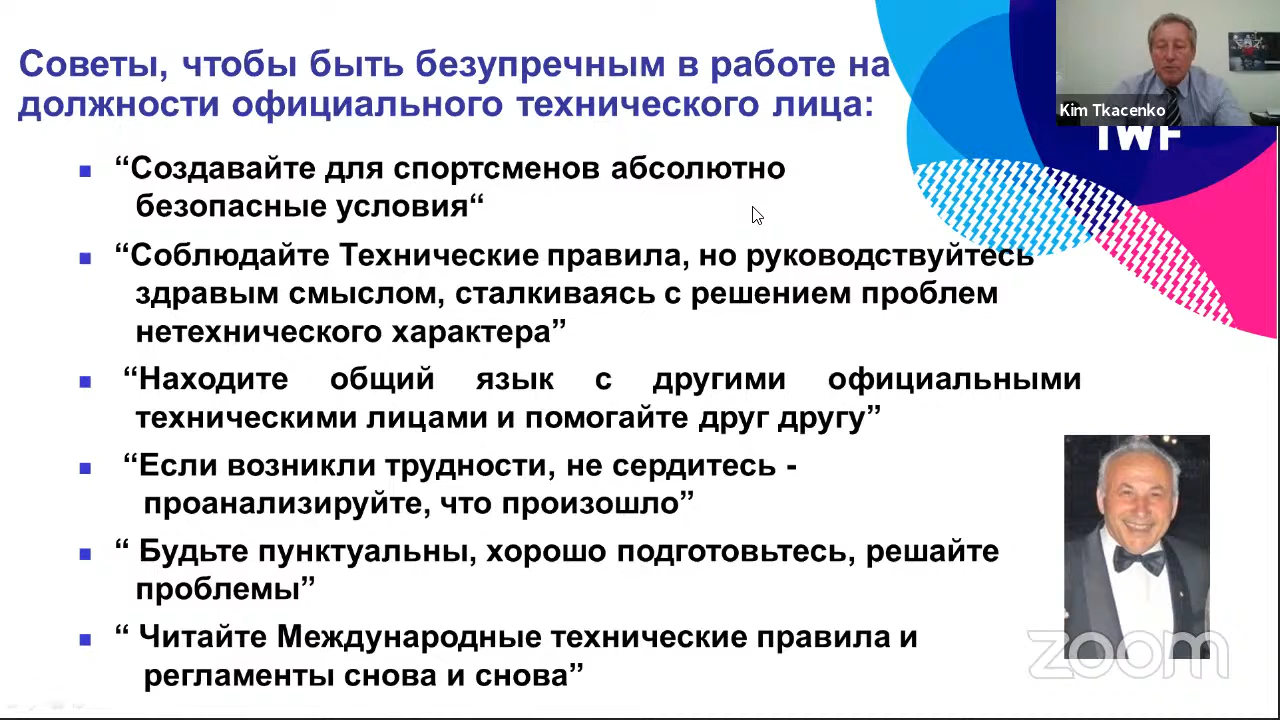 Советы, чтобы быть безупречным в работе на
должности официального технического лица:
Kim Tkacenko
IWF
“Создавайте для спортсменов абсолютно
безопасные условия“
“Соблюдайте Технические правила, но руководствуйтесь
здравым смыслом, сталкиваясь с решением проблем
нетехнического характера”
“Находите общий язык с другими официальными
техническими лицами и помогайте друг другу”
“Если возникли трудности, не сердитесь -
проанализируйте, что произошло”
“ Будьте пунктуальны, хорошо подготовьтесь, решайте
проблемы”
“ Читайте Международные технические правила и
регламенты снова и снова”
zoom